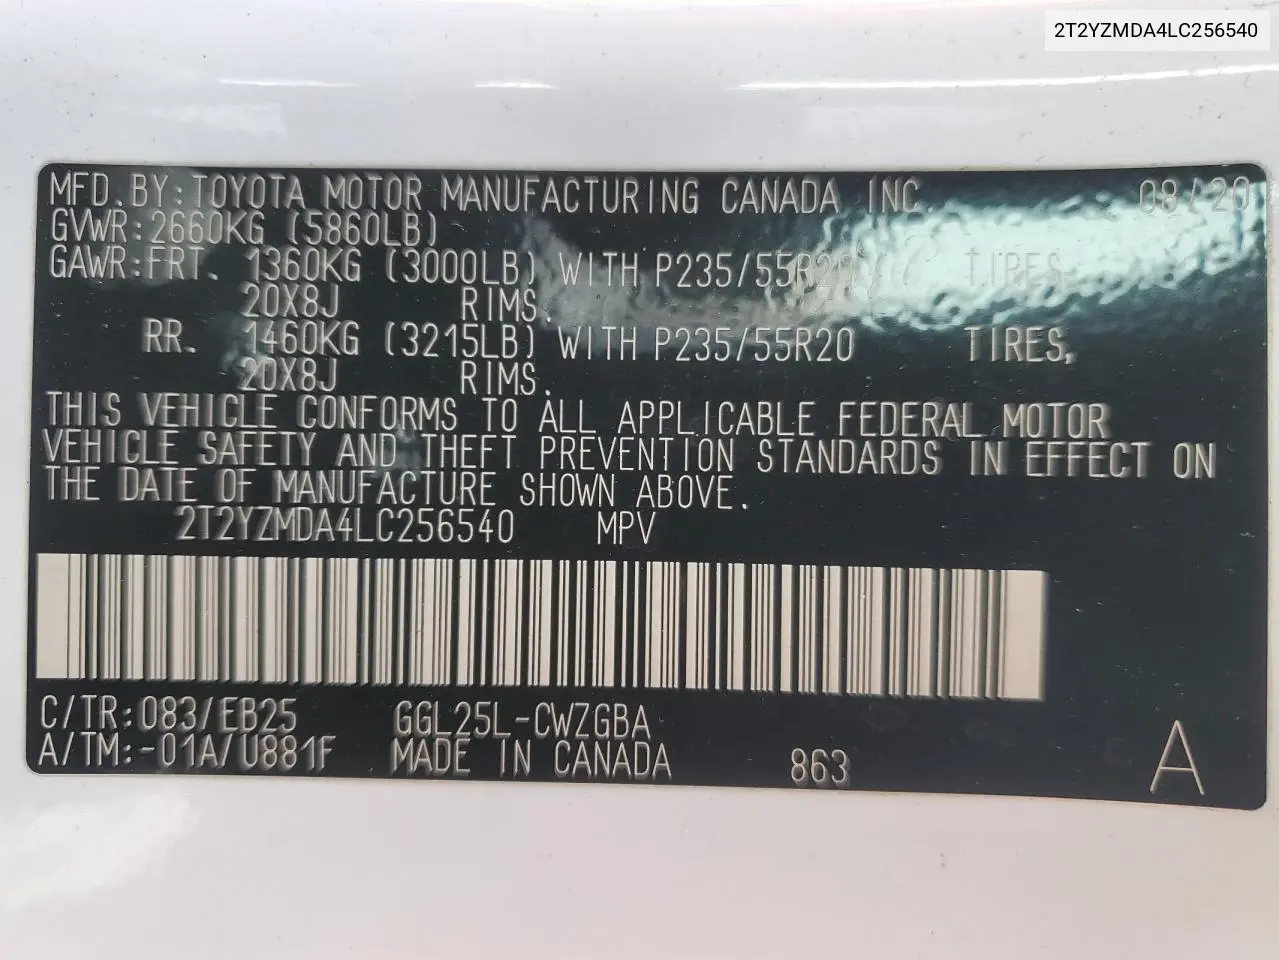 2T2YZMDA4LC256540
MFD.BY:TOYOTA MOTOR MANUFACTURING CANADA INC. 08/20
GVWR:2660KG (5860LB)
GAWR:FRT. 1360KG (3000LB) WITH P235/55R20 TIRES,
20X8J RIMS.
RR. 1460KG (3215LB) WITH P235/55R20 TIRES,
20X8J RIMS.
THIS VEHICLE CONFORMS TO ALL APPLICABLE FEDERAL MOTOR
VEHICLE SAFETY AND THEFT PREVENTION STANDARDS IN EFFECT ON
THE DATE OF MANUFACTURE SHOWN ABOVE.
2T2YZMDA4LC256540 MPV
C/TR:083/EB25 GGL25L-CWZGBA
A/TM:-01A/U881F MADE IN CANADA 863 A